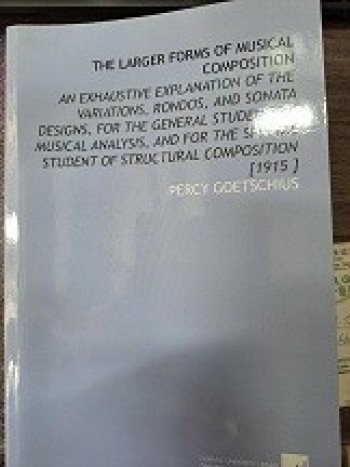 THE LARGER FORMS OF MUSICAL
COMPOSITION
AN EXHAUSTIVE EXPLANATION OF THE
VARIATIONS, RONDOS, AND SONATA
DESIGNS, FOR THE GENERAL STUDENT
MUSICAL ANALYSIS, AND FOR THE
STUDENT OF STRUCTURAL COMPOSITION
[1915 ]
PERCY GOETSCHIUS